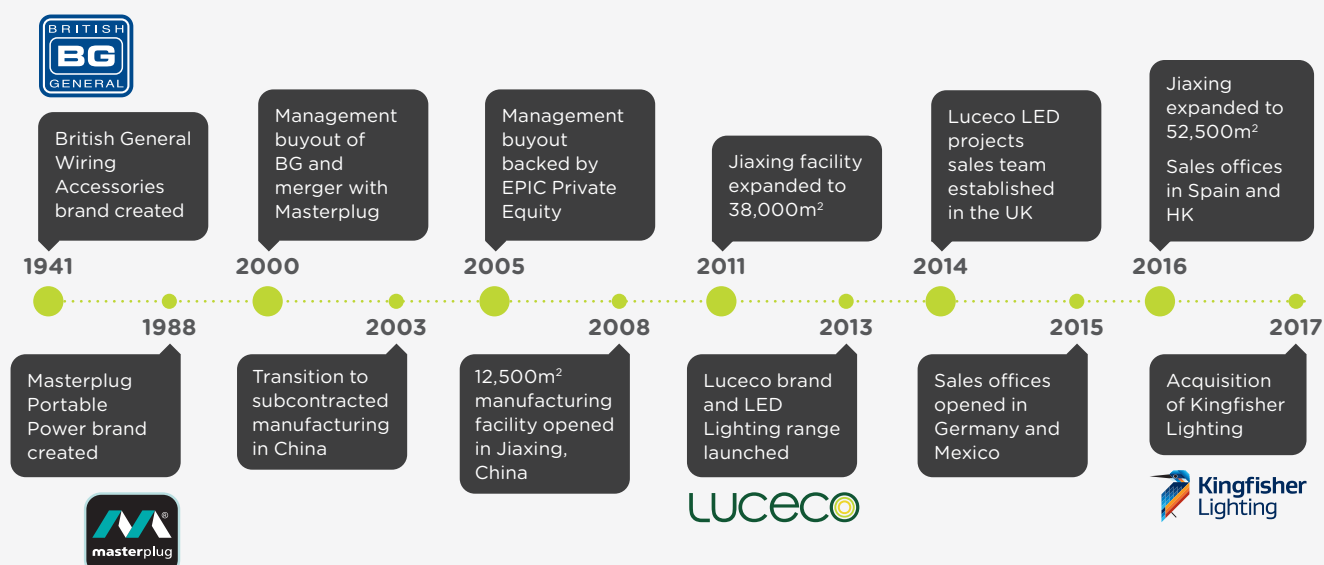 BRITISH
BG
GENERAL
British General
Wiring
Accessories
brand created
1941
Masterplug
Portable
Power brand
created
1988
M®
masterplug
Management
buyout of
BG and
merger with
Masterplug
2000
Transition to
subcontracted
manufacturing
in China
2003
Management
buyout
backed by
EPIC Private
Equity
2005
12,500m²
manufacturing
facility opened
in Jiaxing,
China
2008
Jiaxing facility
expanded to
38,000m²
2011
Luceco brand
and LED
Lighting range
launched
2013
LUCECO
Luceco LED
projects
sales team
established
in the UK
2014
Sales offices
opened in
Germany and
Mexico
2015
Jiaxing
expanded to
52,500m²
Sales offices
in Spain and
HK
2016
Acquisition
of Kingfisher
Lighting
2017
Kingfisher
Lighting